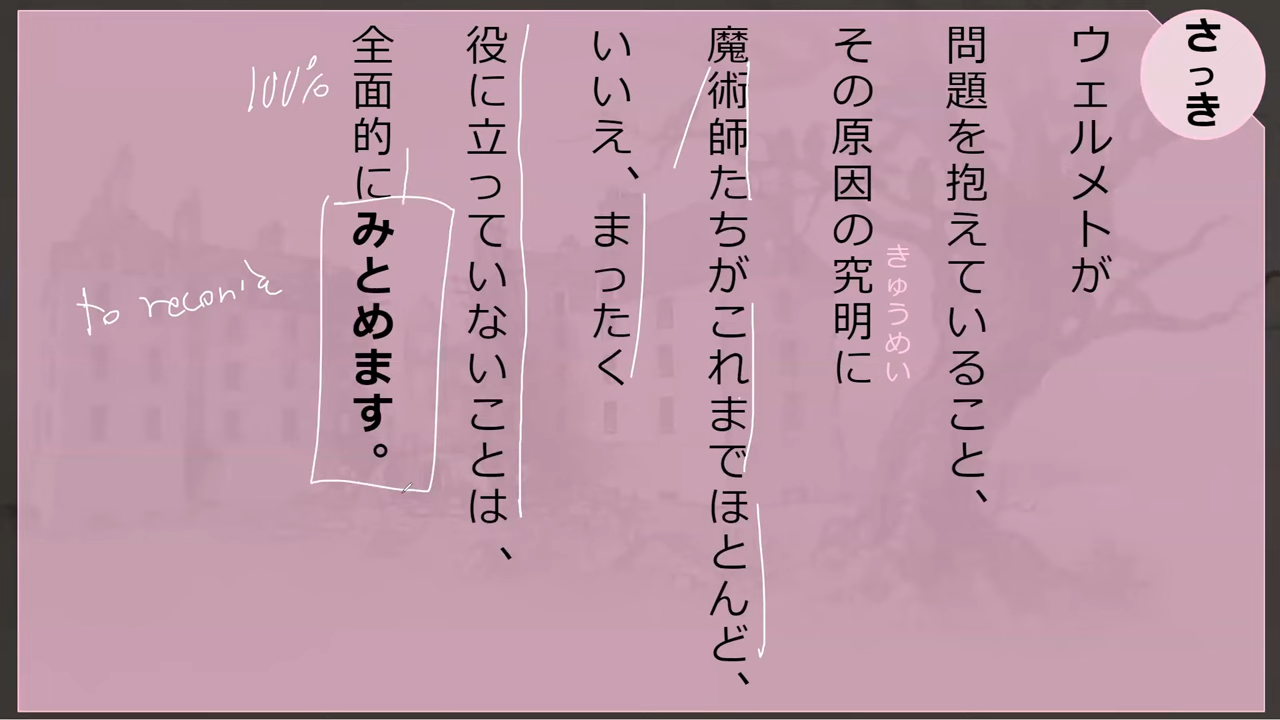 さっき
ウェルメトが
問題を抱えていること、
その原因の究明に
きゅうめい
魔術師たちがこれまでほとんど、
いいえ、まったく
役に立っていないことは、
全面的にみとめます。
100%
to